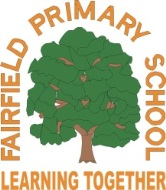 FAIRFIELD PRIMARY SCHOOL
LEARNING TOGETHER